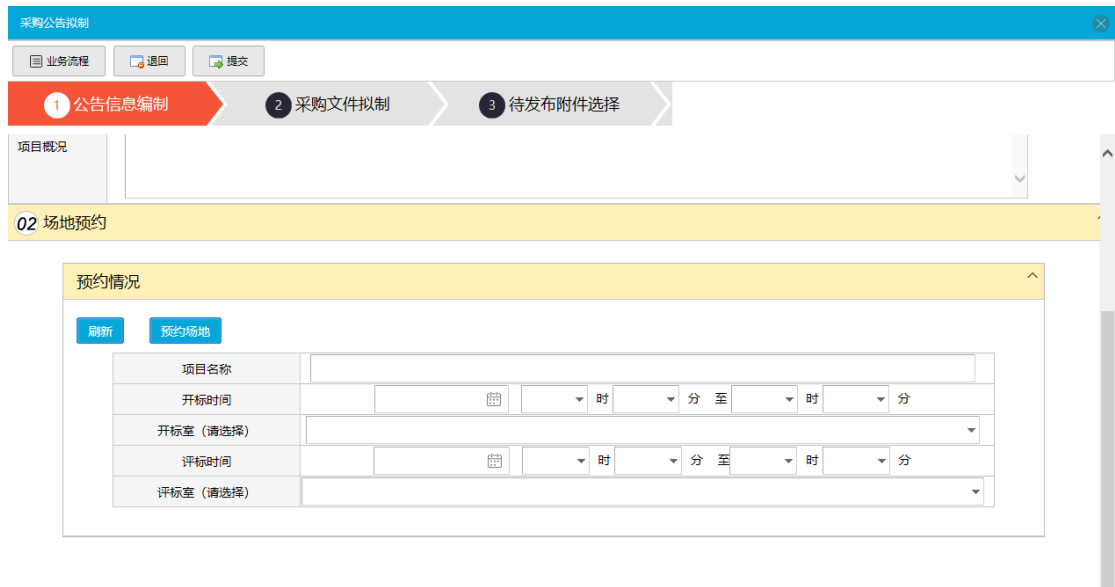 采购公告拟制
业务流程 退回 提交
1 公告信息编制 2 采购文件拟制 3 待发布附件选择
项目概况
02 场地预约
预约情况
刷新 预约场地
项目名称
开标时间 时 分 至 时 分
开标室（请选择）
评标时间 时 分 至 时 分
评标室（请选择）